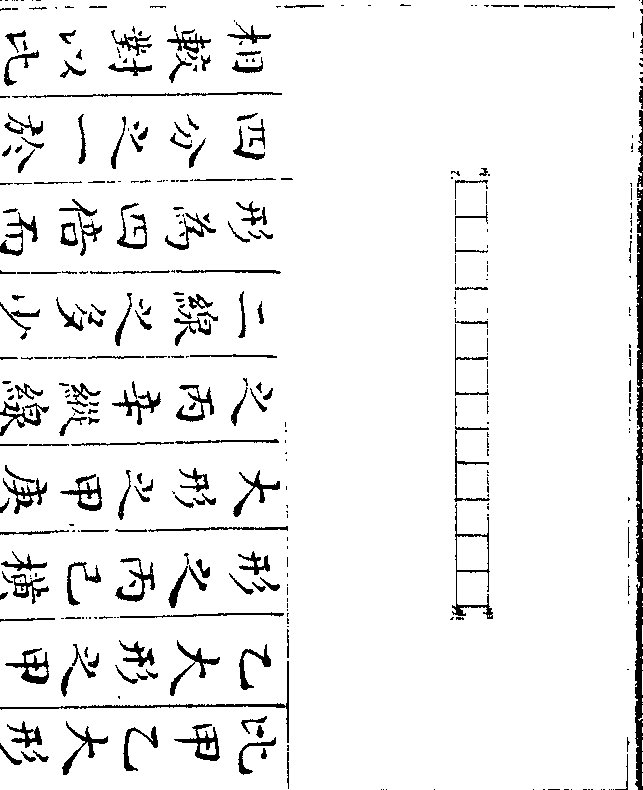 比甲乙大形
乙大形之甲
形之丙己橫
大形之甲庚
之丙辛縱線
二線之多少
形為四倍而
四分之一於
相較對以比